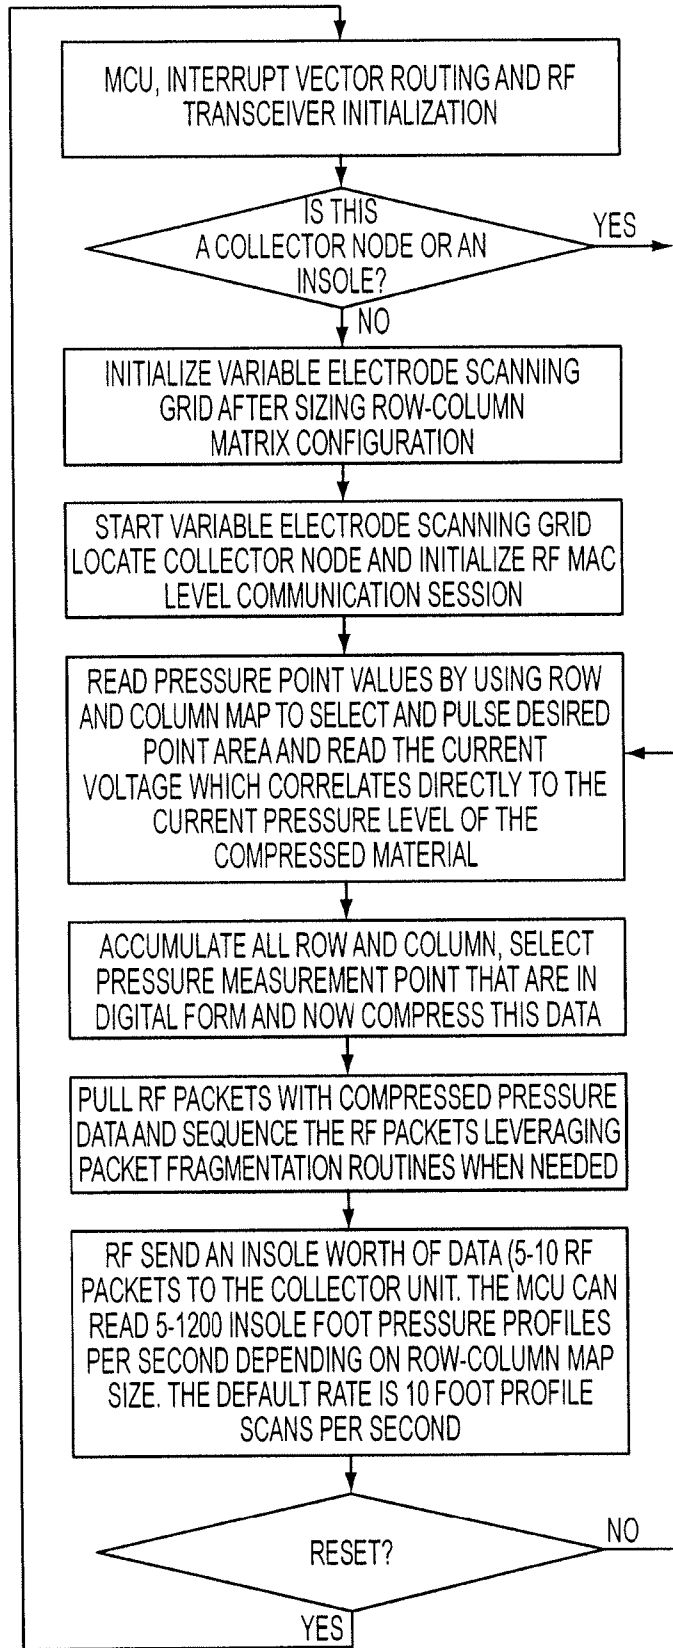 MCU, INTERRUPT VECTOR ROUTING AND RF
TRANSCEIVER INITIALIZATION
IS THIS
A COLLECTOR NODE OR AN
INSOLE?
YES
NO
INITIALIZE VARIABLE ELECTRODE SCANNING
GRID AFTER SIZING ROW-COLUMN
MATRIX CONFIGURATION
START VARIABLE ELECTRODE SCANNING GRID
LOCATE COLLECTOR NODE AND INITIALIZE RF MAC
LEVEL COMMUNICATION SESSION
READ PRESSURE POINT VALUES BY USING ROW
AND COLUMN MAP TO SELECT AND PULSE DESIRED
POINT AREA AND READ THE CURRENT
VOLTAGE WHICH CORRELATES DIRECTLY TO THE
CURRENT PRESSURE LEVEL OF THE
COMPRESSED MATERIAL
ACCUMULATE ALL ROW AND COLUMN, SELECT
PRESSURE MEASUREMENT POINT THAT ARE IN
DIGITAL FORM AND NOW COMPRESS THIS DATA
PULL RF PACKETS WITH COMPRESSED PRESSURE
DATA AND SEQUENCE THE RF PACKETS LEVERAGING
PACKET FRAGMENTATION ROUTINES WHEN NEEDED
RF SEND AN INSOLE WORTH OF DATA (5-10 RF
PACKETS TO THE COLLECTOR UNIT. THE MCU CAN
READ 5-1200 INSOLE FOOT PRESSURE PROFILES
PER SECOND DEPENDING ON ROW-COLUMN MAP
SIZE. THE DEFAULT RATE IS 10 FOOT PROFILE
SCANS PER SECOND
RESET?
NO
YES